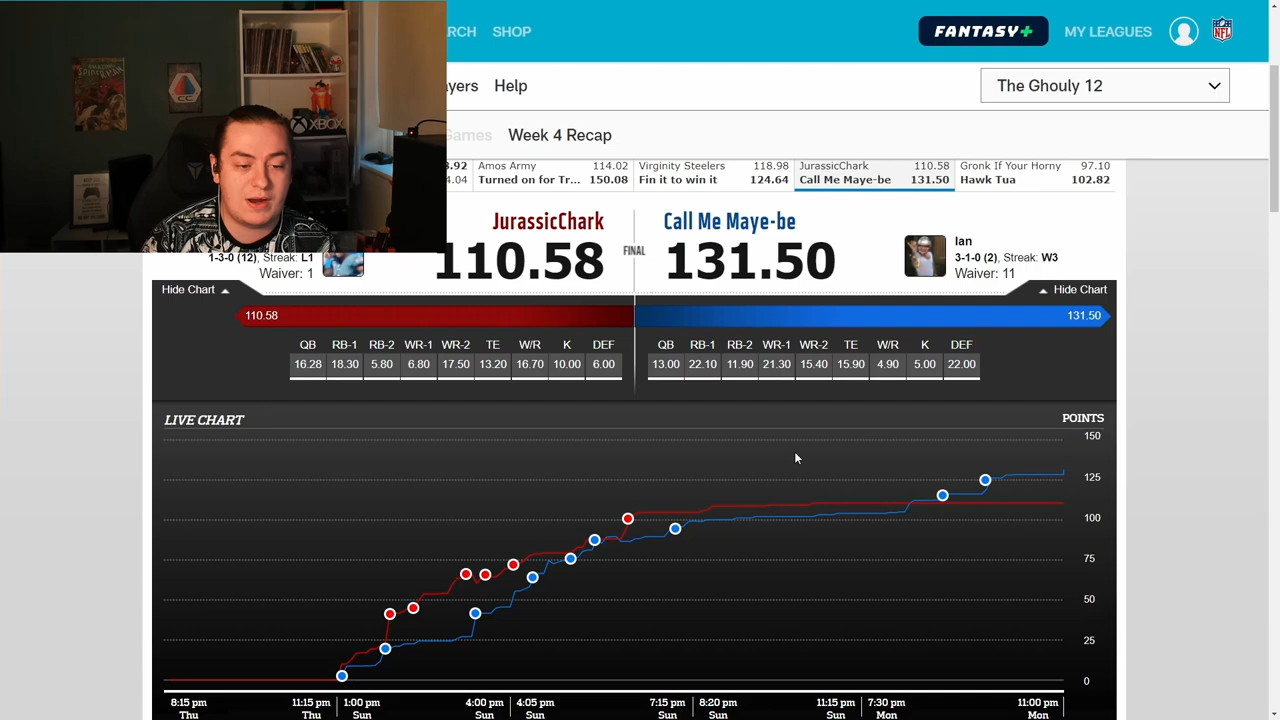 RCH SHOP
FANTASY+ MY LEAGUES
NFL
ayers Help
The Ghouly 12
Games Week 4 Recap
8.92 Amos Army 114.02 Virginity Steelers 118.98 JurassicChark 110.58 Gronk If Your Horny 97.10
4.04 Turned on for Tr... 150.08 Fin it to win it 124.64 Call Me Maye-be 131.50 Hawk Tua 102.82
JurassicChark
110.58
FINAL
Call Me Maye-be
131.50
1-3-0 (12), Streak: L1
Waiver: 1
Ian
3-1-0 (2), Streak: W3
Waiver: 11
Hide Chart
Hide Chart
110.58
131.50
QB RB-1 RB-2 WR-1 WR-2 TE W/R K DEF
16.28 18.30 5.80 6.80 17.50 13.20 16.70 10.00 6.00
QB RB-1 RB-2 WR-1 WR-2 TE W/R K DEF
13.00 22.10 11.90 21.30 15.40 15.90 4.90 5.00 22.00
LIVE CHART
POINTS
150
125
100
75
50
25
0
8:15 pm 11:15 pm 1:00 pm 4:00 pm 4:05 pm 7:15 pm 8:20 pm 11:15 pm 7:30 pm 11:00 pm
Thu Thu Sun Sun Sun Sun Sun Sun Mon Mon
XBOX